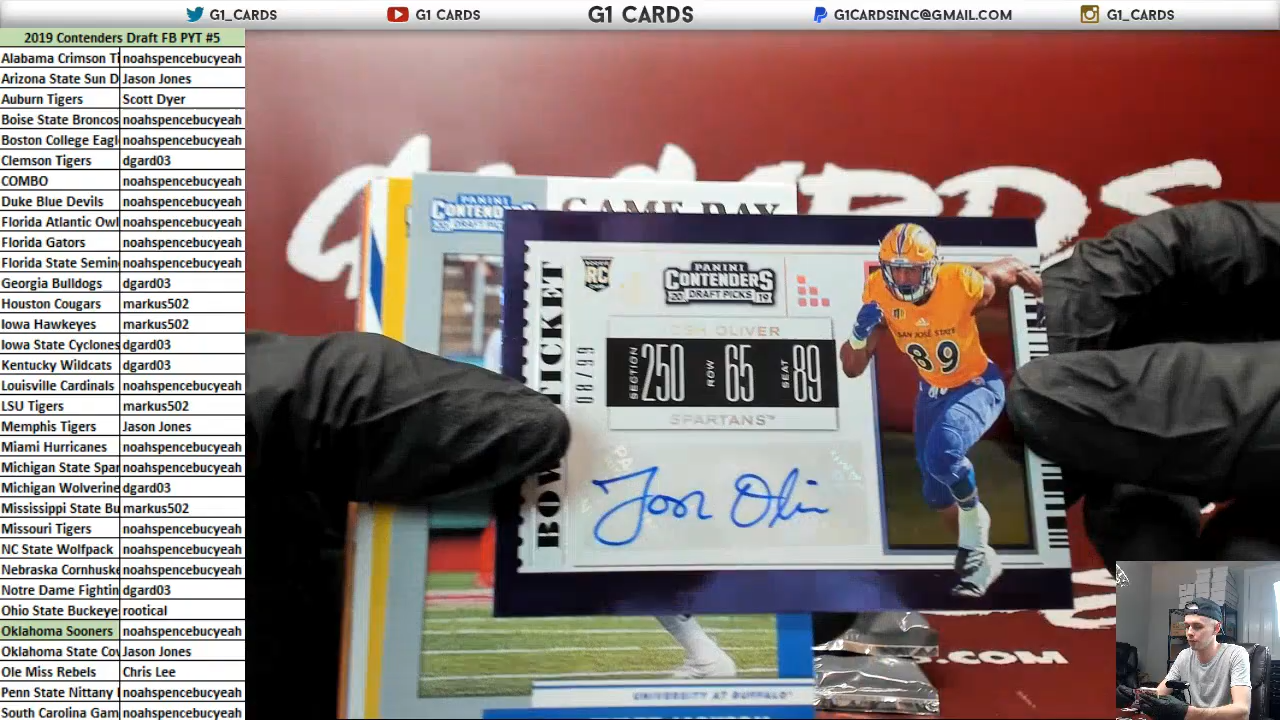 G1_CARDS
G1 CARDS
G1 CARDS
G1CARDSINC@GMAIL.COM
G1_CARDS
2019 Contenders Draft FB PYT #5
Alabama Crimson Ti noahspencebucyeah
Arizona State Sun D Jason Jones
Auburn Tigers Scott Dyer
Boise State Broncos noahspencebucyeah
Boston College Eagl noahspencebucyeah
Clemson Tigers dgard03
COMBO noahspencebucyeah
Duke Blue Devils noahspencebucyeah
Florida Atlantic Owl noahspencebucyeah
Florida Gators noahspencebucyeah
Florida State Semin noahspencebucyeah
Georgia Bulldogs dgard03
Houston Cougars markus502
Iowa Hawkeyes markus502
Iowa State Cyclones dgard03
Kentucky Wildcats dgard03
Louisville Cardinals noahspencebucyeah
LSU Tigers markus502
Memphis Tigers Jason Jones
Miami Hurricanes noahspencebucyeah
Michigan State Spar noahspencebucyeah
Michigan Wolverine dgard03
Mississippi State Bu markus502
Missouri Tigers noahspencebucyeah
NC State Wolfpack noahspencebucyeah
Nebraska Cornhuske noahspencebucyeah
Notre Dame Fightin dgard03
Ohio State Buckeye rootical
Oklahoma Sooners noahspencebucyeah
Oklahoma State Cov Jason Jones
Ole Miss Rebels Chris Lee
Penn State Nittany noahspencebucyeah
South Carolina Gam noahspencebucyeah
PANINI
CONTENDERS
GAME DAY
RC
PANINI
CONTENDERS
20 DRAFT PICKS 19
OLIVER
SECTION 250 ROW 65 SEAT 89
SPARTANS™
TICKET
SAN JOSE STATE
89
UNIVERSITY AT BUFFALO™